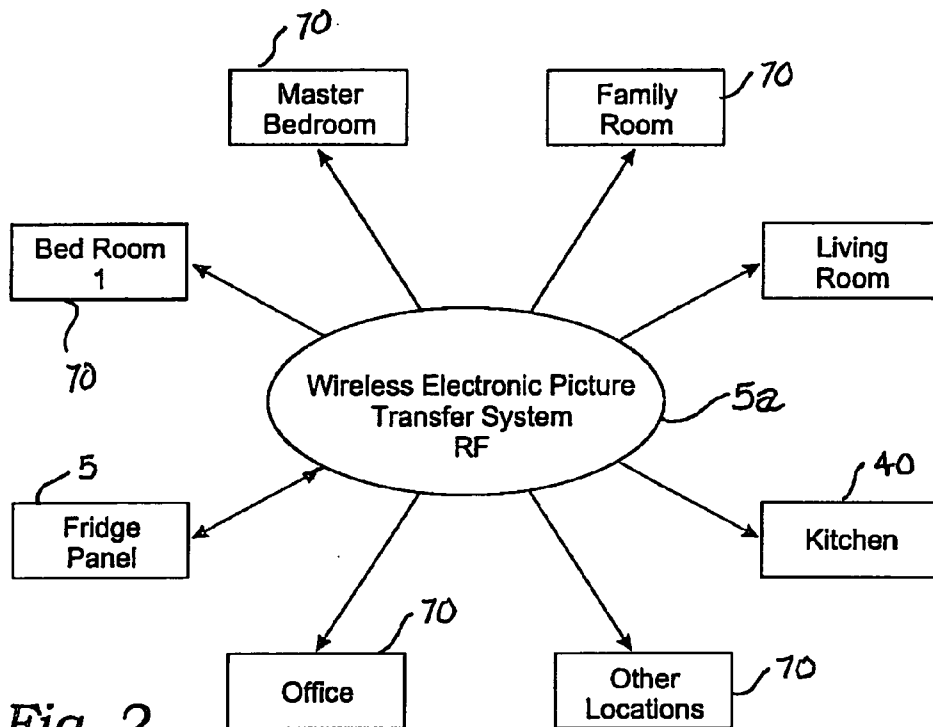 70
Master
Bedroom
Family
Room
70
Bed Room
1
70
Living
Room
Wireless Electronic Picture
Transfer System
RF
5a
5
Fridge
Panel
40
Kitchen
70
Office
Other
Locations
70
Fig. 2